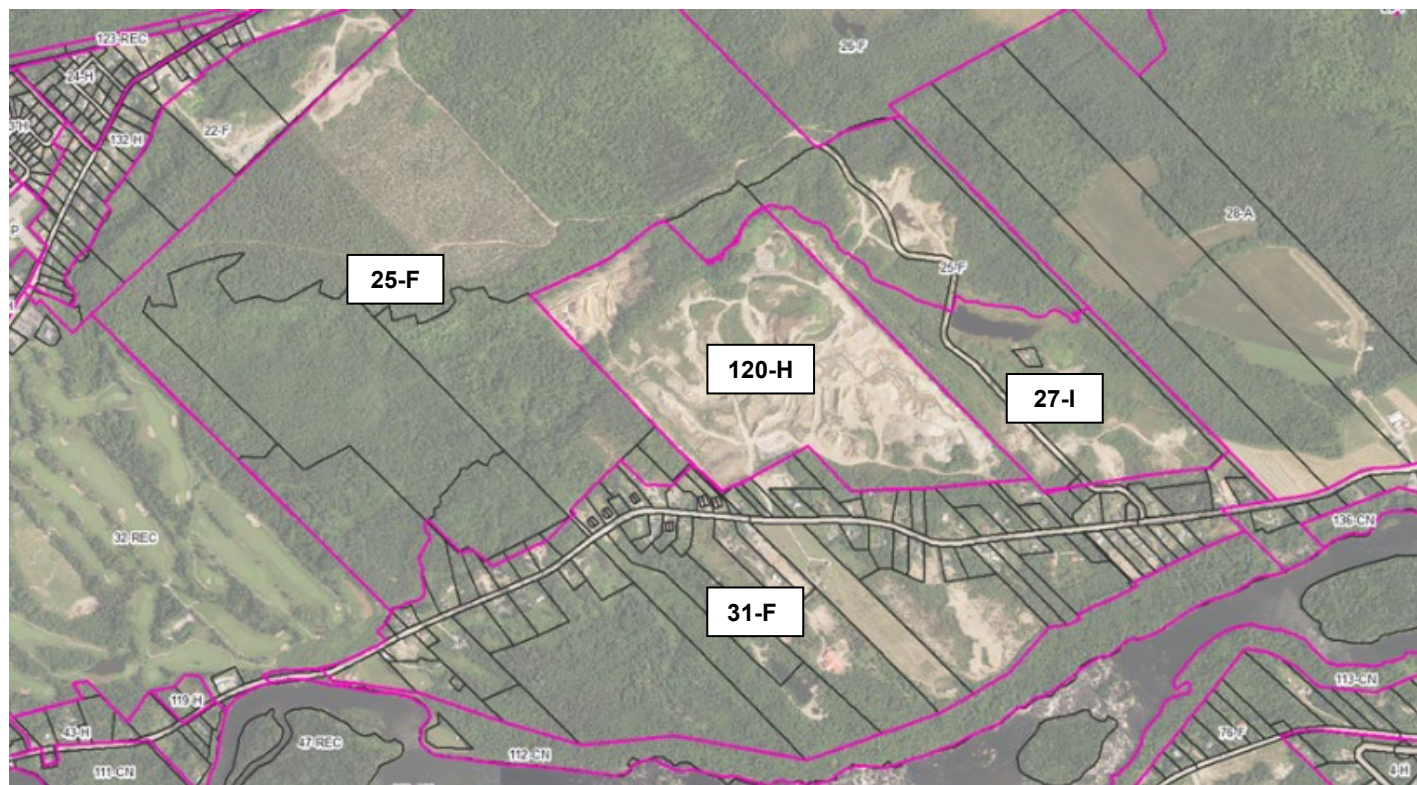 123-REC
26-F
24-H
22-F
132-H
28-A
P
25-F
25-F
120-H
27-I
32-REC
136-CN
31-F
113-CN
119-H
43-H
47-REC
112-CN
76-F
111-CN
4-H